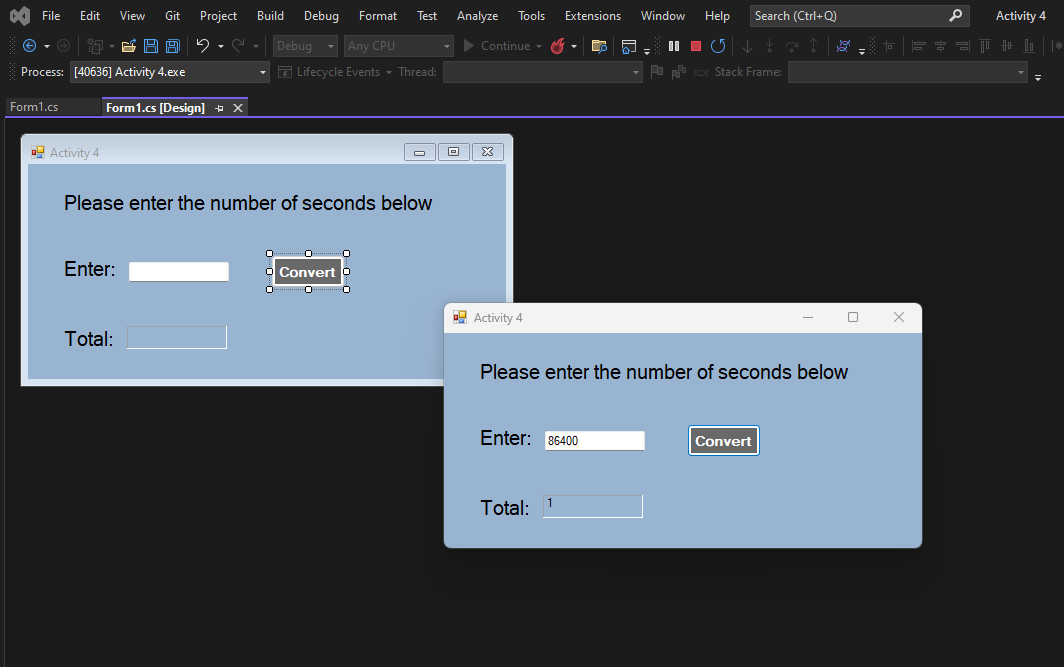 File Edit View Git Project Build Debug Format Test Analyze Tools Extensions Window Help Search (Ctrl+Q) Activity 4
Debug Any CPU Continue
Process: [40636] Activity 4.exe Lifecycle Events Thread: Stack Frame:
Form1.cs Form1.cs [Design]
Activity 4
Please enter the number of seconds below
Enter: Convert
Total:
Activity 4
Please enter the number of seconds below
Enter: 86400 Convert
Total: 1